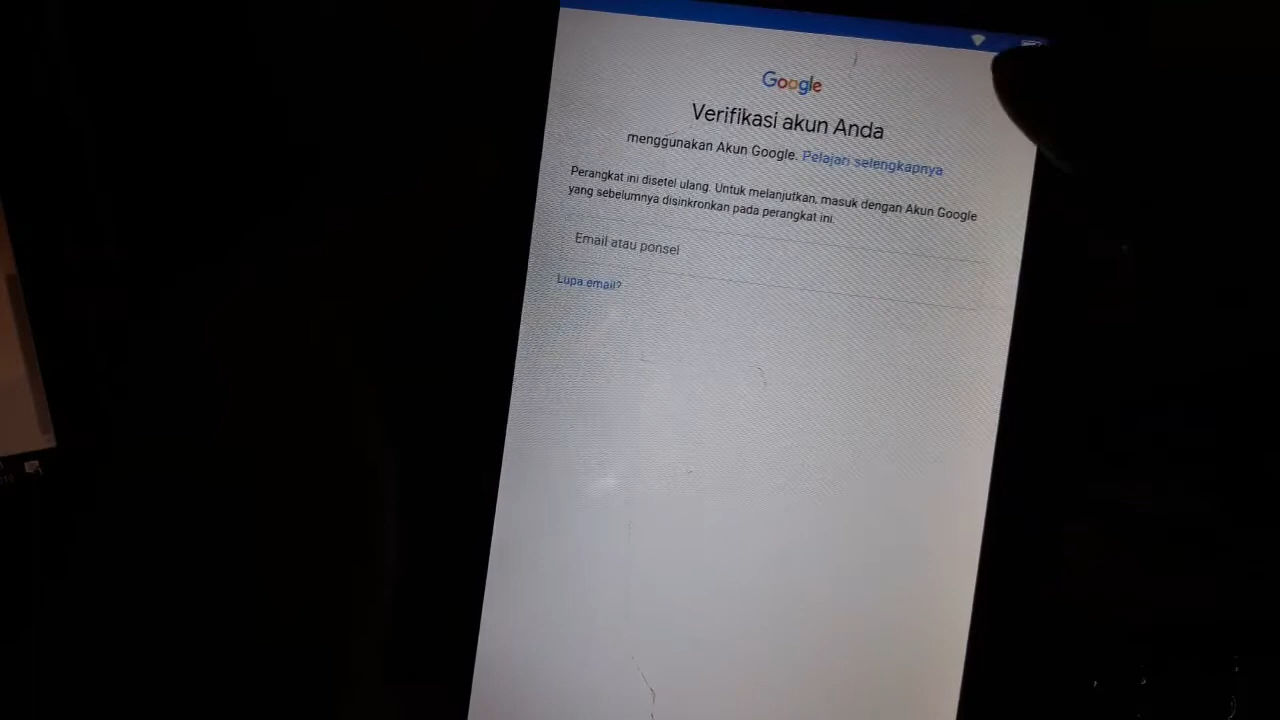 Google
Verifikasi akun Anda
menggunakan Akun Google. Pelajari selengkapnya
Perangkat ini disetel ulang. Untuk melanjutkan, masuk dengan Akun Google
yang sebelumnya disinkronkan pada perangkat ini.
Email atau ponsel
Lupa email?